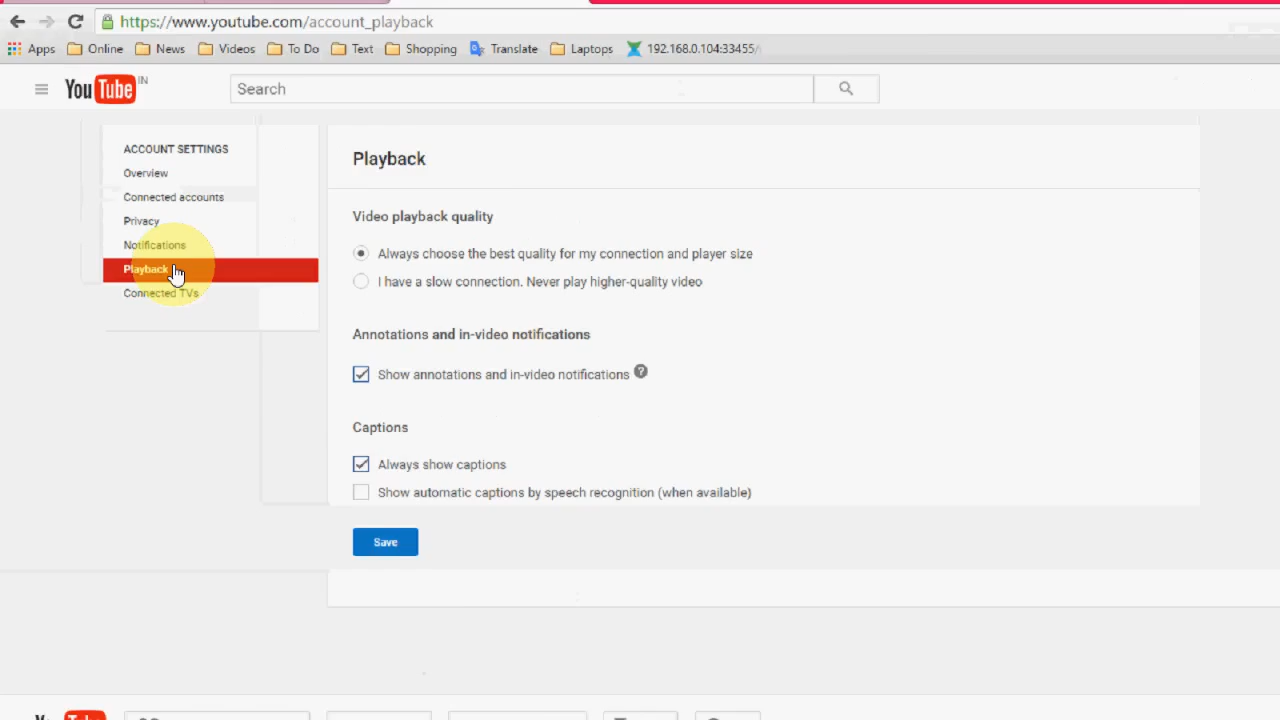 https://www.youtube.com/account_playback
Apps Online News Videos To Do Text Shopping Translate Laptops 192.168.0.104:33455/
YouTube IN
Search
ACCOUNT SETTINGS
Overview
Connected accounts
Privacy
Notifications
Playback
Connected TVs
Playback
Video playback quality
Always choose the best quality for my connection and player size
I have a slow connection. Never play higher-quality video
Annotations and in-video notifications
Show annotations and in-video notifications ?
Captions
Always show captions
Show automatic captions by speech recognition (when available)
Save